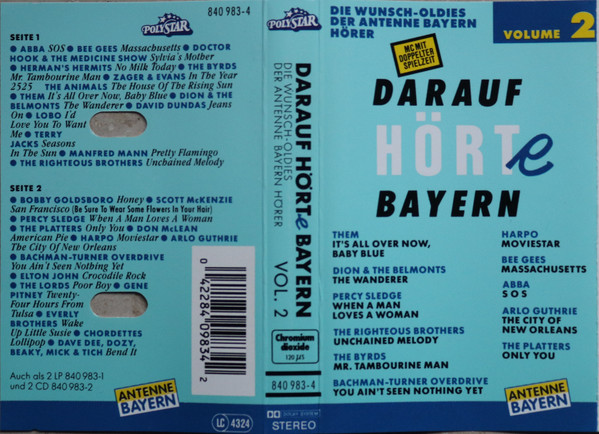 POLYSTAR
840 983-4
SEITE 1
● ABBA SOS ● BEE GEES Massachusetts ● DOCTOR
HOOK & THE MEDICINE SHOW Sylvia's Mother
● HERMAN'S HERMITS No Milk Today ● THE BYRDS
Mr. Tambourine Man ● ZAGER & EVANS In The Year
2525 THE ANIMALS The House Of The Rising Sun
● THEM It's All Over Now, Baby Blue ● DION & THE
BELMONTS The Wanderer ● DAVID DUNDAS Jeans
On ● LOBO I'd
Love You To Want
Me ● TERRY
JACKS Seasons
In The Sun ● MANFRED MANN Pretty Flamingo
● THE RIGHTEOUS BROTHERS Unchained Melody
SEITE 2
● BOBBY GOLDSBORO Honey ● SCOTT McKENZIE
San Francisco (Be Sure To Wear Some Flowers In Your Hair)
● PERCY SLEDGE When A Man Loves A Woman
● THE PLATTERS Only You ● DON McLEAN
American Pie ● HARPO Moviestar ● ARLO GUTHRIE
The City Of New Orleans
● BACHMAN-TURNER OVERDRIVE
You Ain't Seen Nothing Yet
● ELTON JOHN Crocodile Rock
● THE LORDS Poor Boy ● GENE
PITNEY Twenty-
Four Hours From
Tulsa ● EVERLY
BROTHERS Wake
Up Little Susie ● CHORDETTES
Lollipop ● DAVE DEE, DOZY,
BEAKY, MICK & TICH Bend It
Auch als 2 LP 840 983-1
und 2 CD 840 983-2
ANTENNE
BAYERN
0 42284 09834 2
LC 4324
POLYSTAR
DARAUF HÖRTe BAYERN
DIE WUNSCH-OLDIES
DER ANTENNE BAYERN HÖRER
VOL. 2
Chromium
dioxide
120 µS
840 983-4
DOLBY SYSTEM
STEREO
DIE WUNSCH-OLDIES
DER ANTENNE BAYERN
HÖRER
VOLUME 2
MC MIT
DOPPELTER
SPIELZEIT
DARAUF
HÖRTe
BAYERN
THEM
IT'S ALL OVER NOW,
BABY BLUE
DION & THE BELMONTS
THE WANDERER
PERCY SLEDGE
WHEN A MAN
LOVES A WOMAN
THE RIGHTEOUS BROTHERS
UNCHAINED MELODY
THE BYRDS
MR. TAMBOURINE MAN
BACHMAN-TURNER OVERDRIVE
YOU AIN'T SEEN NOTHING YET
HARPO
MOVIESTAR
BEE GEES
MASSACHUSETTS
ABBA
S O S
ARLO GUTHRIE
THE CITY OF
NEW ORLEANS
THE PLATTERS
ONLY YOU
ANTENNE
BAYERN